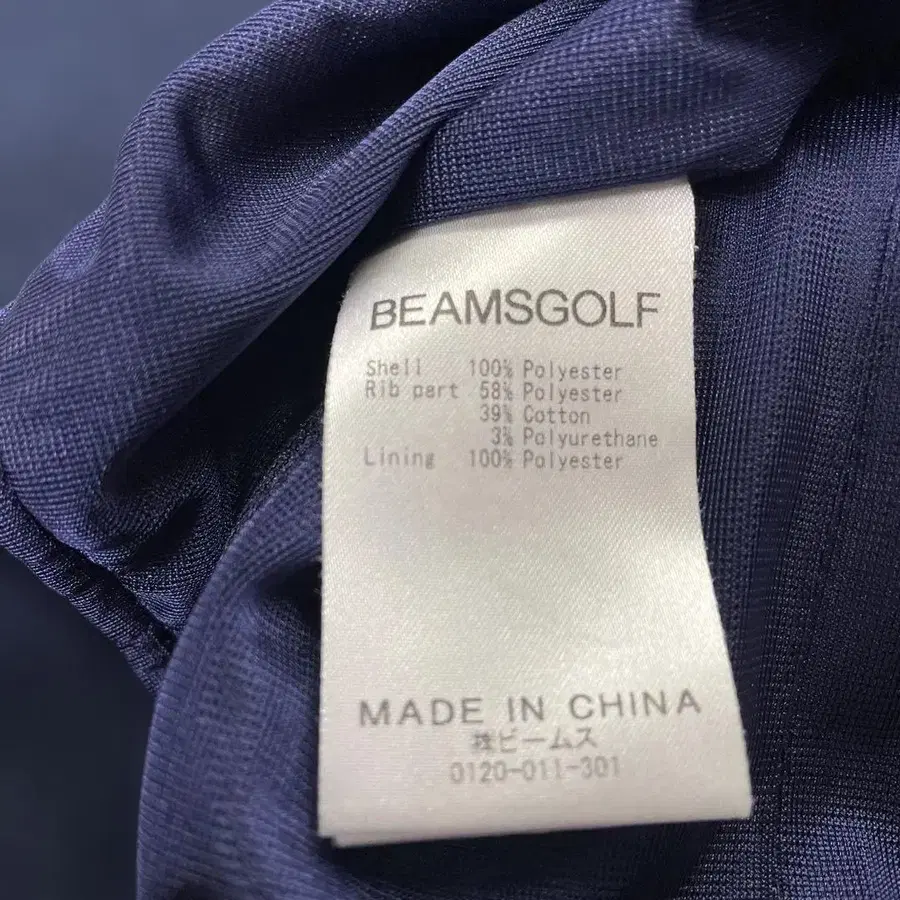 BEAMSGOLF
Shell 100% Polyester
Rib part 58% Polyester
39% Cotton
3% Polyurethane
Lining 100% Polyester
MADE IN CHINA
㈱ビームス
0120-011-301